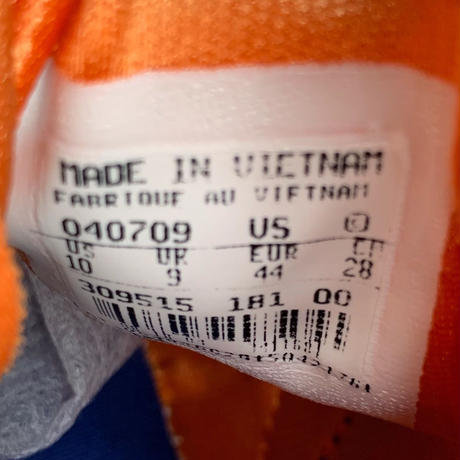 MADE IN VIETNAM
FABRIQUE AU VIETNAM
040709 US ©
US UK EUR CM
10 9 44 28
309515 181 00